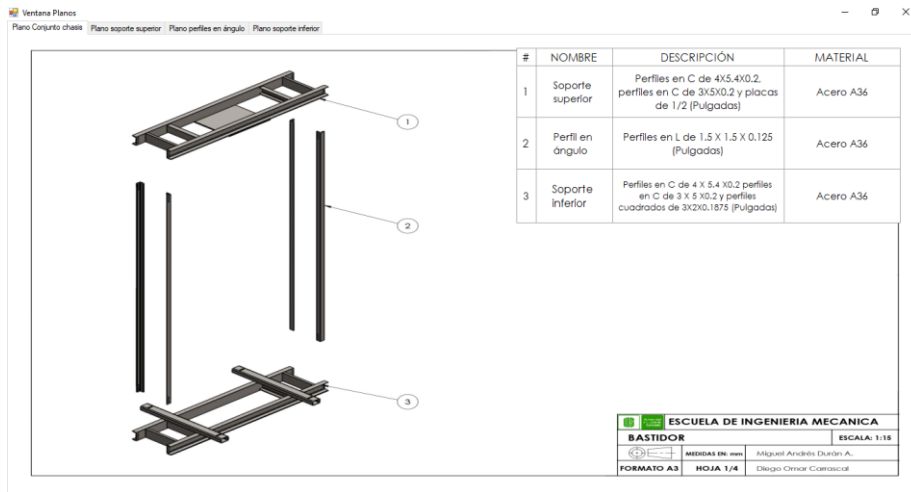 Ventana Planos
Plano Conjunto chasis Plano soporte superior Plano perfiles en ángulo Plano soporte inferior
# NOMBRE DESCRIPCIÓN MATERIAL
1 Soporte superior Perfiles en C de 4X5.4X0.2, perfiles en C de 3X5X0.2 y placas de 1/2 (Pulgadas) Acero A36
2 Perfil en ángulo Perfiles en L de 1.5 X 1.5 X 0.125 (Pulgadas) Acero A36
3 Soporte inferior Perfiles en C de 4 X 5.4 X0.2 perfiles en C de 3 X 5 X0.2 y perfiles cuadrados de 3X2X0.1875 (Pulgadas) Acero A36
1
2
3
ESCUELA DE INGENIERIA MECANICA
BASTIDOR ESCALA: 1:15
MEDIDAS EN: mm Miguel Andrés Durán A.
FORMATO A3 HOJA 1/4 Diego Omar Carrascal